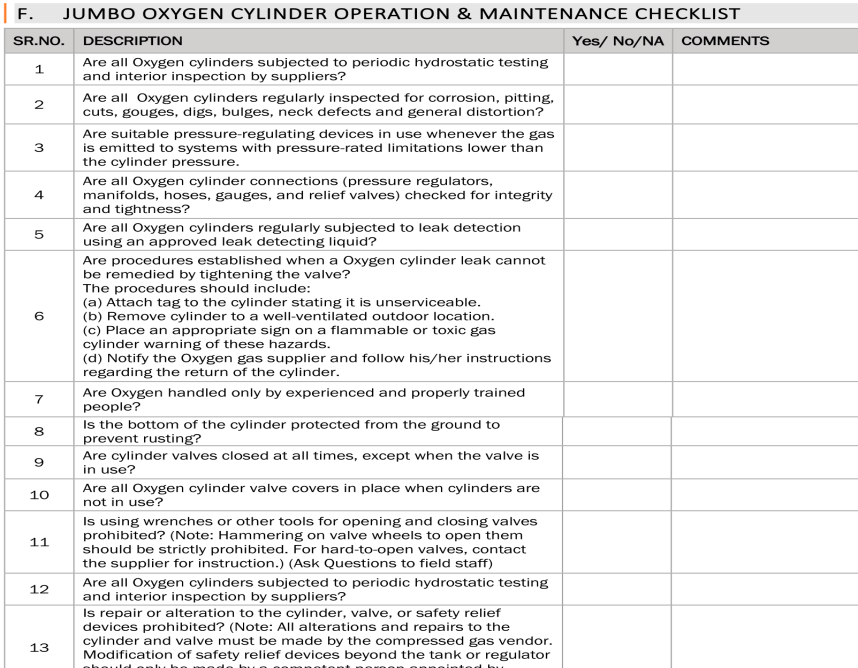 F. JUMBO OXYGEN CYLINDER OPERATION & MAINTENANCE CHECKLIST
SR.NO. DESCRIPTION Yes/ No/NA COMMENTS
1 Are all Oxygen cylinders subjected to periodic hydrostatic testing
and interior inspection by suppliers?
2 Are all Oxygen cylinders regularly inspected for corrosion, pitting,
cuts, gouges, digs, bulges, neck defects and general distortion?
3 Are suitable pressure-regulating devices in use whenever the gas
is emitted to systems with pressure-rated limitations lower than
the cylinder pressure.
4 Are all Oxygen cylinder connections (pressure regulators,
manifolds, hoses, gauges, and relief valves) checked for integrity
and tightness?
5 Are all Oxygen cylinders regularly subjected to leak detection
using an approved leak detecting liquid?
6 Are procedures established when a Oxygen cylinder leak cannot
be remedied by tightening the valve?
The procedures should include:
(a) Attach tag to the cylinder stating it is unserviceable.
(b) Remove cylinder to a well-ventilated outdoor location.
(c) Place an appropriate sign on a flammable or toxic gas
cylinder warning of these hazards.
(d) Notify the Oxygen gas supplier and follow his/her instructions
regarding the return of the cylinder.
7 Are Oxygen handled only by experienced and properly trained
people?
8 Is the bottom of the cylinder protected from the ground to
prevent rusting?
9 Are cylinder valves closed at all times, except when the valve is
in use?
10 Are all Oxygen cylinder valve covers in place when cylinders are
not in use?
11 Is using wrenches or other tools for opening and closing valves
prohibited? (Note: Hammering on valve wheels to open them
should be strictly prohibited. For hard-to-open valves, contact
the supplier for instruction.) (Ask Questions to field staff)
12 Are all Oxygen cylinders subjected to periodic hydrostatic testing
and interior inspection by suppliers?
13 Is repair or alteration to the cylinder, valve, or safety relief
devices prohibited? (Note: All alterations and repairs to the
cylinder and valve must be made by the compressed gas vendor.
Modification of safety relief devices beyond the tank or regulator
should only be made by a competent person appointed by